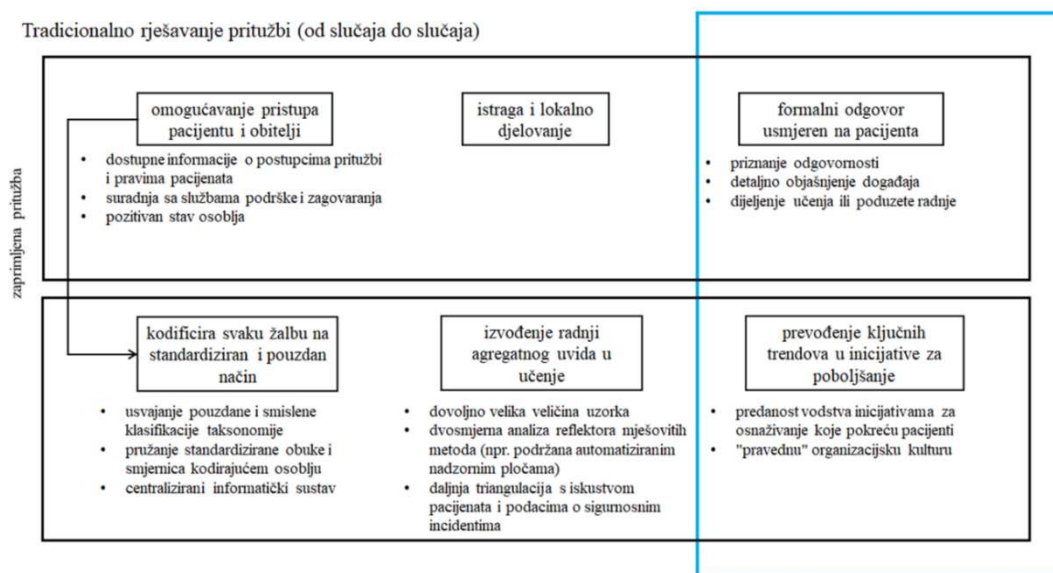 Tradicionalno rješavanje pritužbi (od slučaja do slučaja)
zaprimljena pritužba
omogućavanje pristupa
pacijentu i obitelji
• dostupne informacije o postupcima pritužbi
i pravima pacijenata
• suradnja sa službama podrške i zagovaranja
• pozitivan stav osoblja
istraga i lokalno
djelovanje
formalni odgovor
usmjeren na pacijenta
• priznanje odgovornosti
• detaljno objašnjenje događaja
• dijeljenje učenja ili poduzete radnje
kodificira svaku žalbu na
standardiziran i pouzdan
način
• usvajanje pouzdane i smislene
klasifikacije taksonomije
• pružanje standardizirane obuke i
smjernica kodirajućem osoblju
• centralizirani informatički sustav
izvođenje radnji
agregatnog uvida u
učenje
• dovoljno velika veličina uzorka
• dvosmjerna analiza reflektora mješovitih
metoda (npr. podržana automatiziranim
nadzornim pločama)
• daljnja triangulacija s iskustvom
pacijenata i podacima o sigurnosnim
incidentima
prevođenje ključnih
trendova u inicijative za
poboljšanje
• predanost vodstva inicijativama za
osnaživanje koje pokreću pacijenti
• "pravednu" organizacijsku kulturu